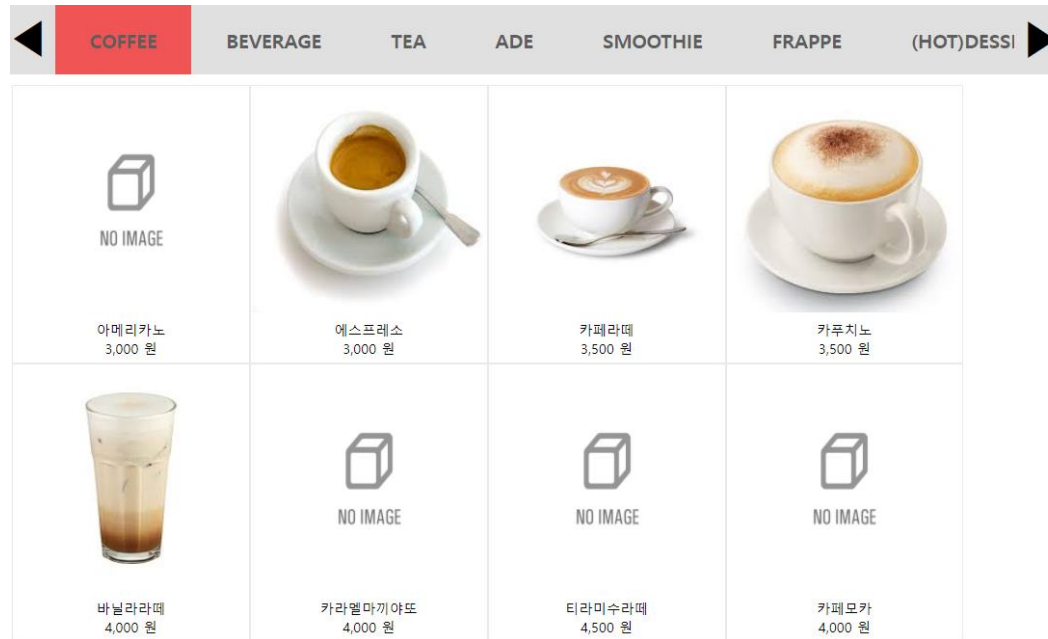 COFFEE BEVERAGE TEA ADE SMOOTHIE FRAPPE (HOT)DESSI
NO IMAGE
아메리카노 에스프레소 카페라떼 카푸치노
3,000 원 3,000 원 3,500 원 3,500 원
NO IMAGE NO IMAGE NO IMAGE
바닐라라떼 카라멜마끼야또 티라미수라떼 카페모카
4,000 원 4,000 원 4,500 원 4,000 원